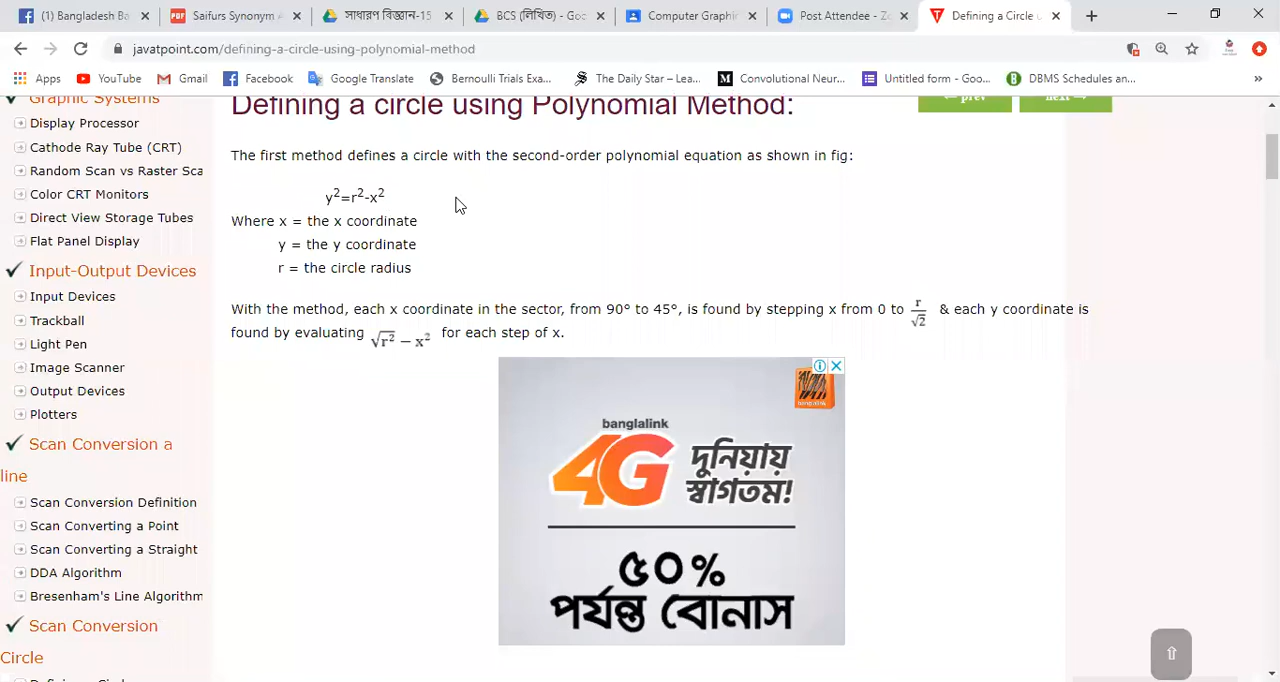 (1) Bangladesh Ba
Saifurs Synonym A
সাধারণ বিজ্ঞান-15
BCS (লিখিত) - Goo
Computer Graphic
Post Attendee - Zo
Defining a Circle u
javatpoint.com/defining-a-circle-using-polynomial-method
Apps
YouTube
Gmail
Facebook
Google Translate
Bernoulli Trials Exa...
The Daily Star – Lea...
Convolutional Neur...
Untitled form - Goo...
DBMS Schedules an...
»
Graphic Systems
Display Processor
Cathode Ray Tube (CRT)
Random Scan vs Raster Sca
Color CRT Monitors
Direct View Storage Tubes
Flat Panel Display
Input-Output Devices
Input Devices
Trackball
Light Pen
Image Scanner
Output Devices
Plotters
Scan Conversion a
line
Scan Conversion Definition
Scan Converting a Point
Scan Converting a Straight
DDA Algorithm
Bresenham's Line Algorithm
Scan Conversion
Circle
Defining a circle using Polynomial Method:
← prev
next →
The first method defines a circle with the second-order polynomial equation as shown in fig:
y²=r²-x²
Where x = the x coordinate
y = the y coordinate
r = the circle radius
With the method, each x coordinate in the sector, from 90° to 45°, is found by stepping x from 0 to r/√2 & each y coordinate is
found by evaluating √r² − x² for each step of x.
banglalink
banglalink
4G দুনিয়ায়
স্বাগতম!
৫০%
পর্যন্ত বোনাস